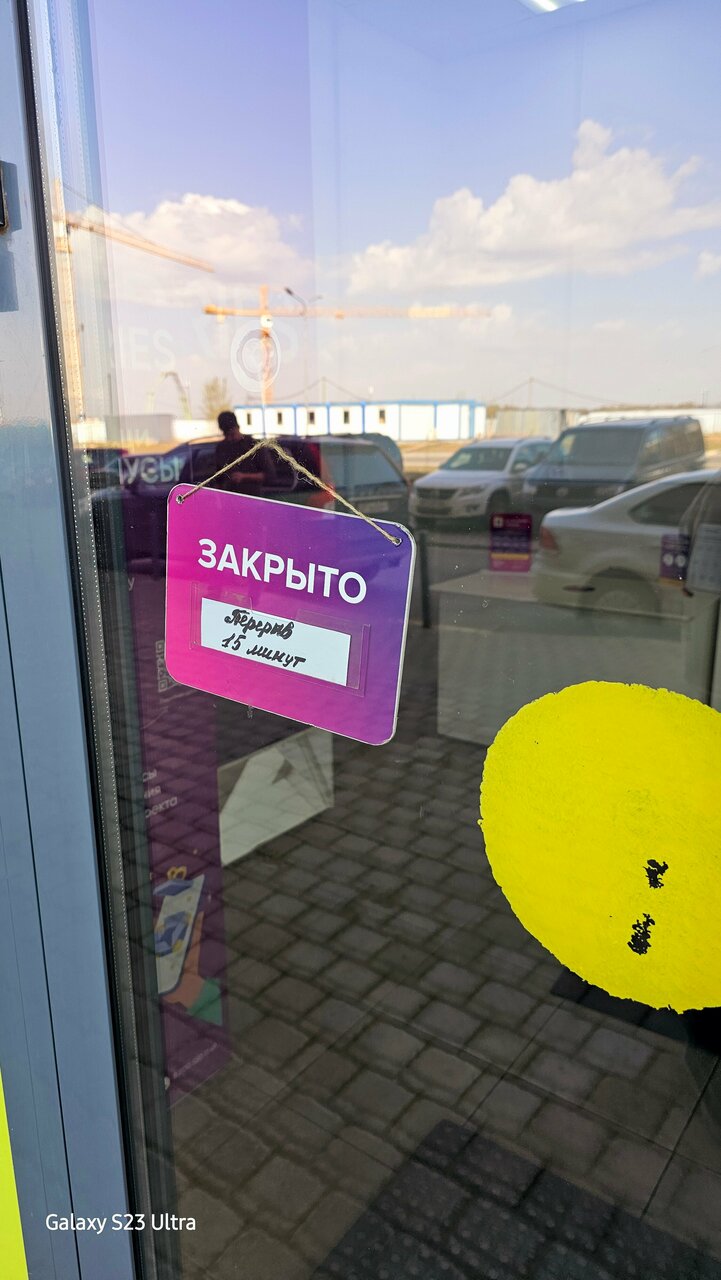 ЗАКРЫТО
Перерыв
15 минут
Galaxy S23 Ultra